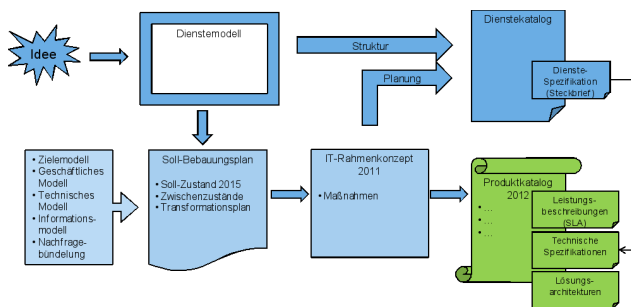 Idee
Dienstemodell
Struktur
Planung
Dienstekatalog
Dienste-
Spezifikation
(Steckbrief)
• Zielemodell
• Geschäftliches
Modell
• Technisches
Modell
• Informations-
modell
• Nachfrage-
bündelung
Soll-Bebauungsplan
• Soll-Zustand 2015
• Zwischenzustände
• Transformationsplan
IT-Rahmenkonzept
2011
• Maßnahmen
Produktkatalog
2012
• ...
• ...
• ...
Leistungs-
beschreibungen
(SLA)
Technische
Spezifikationen
Lösungs-
architekturen